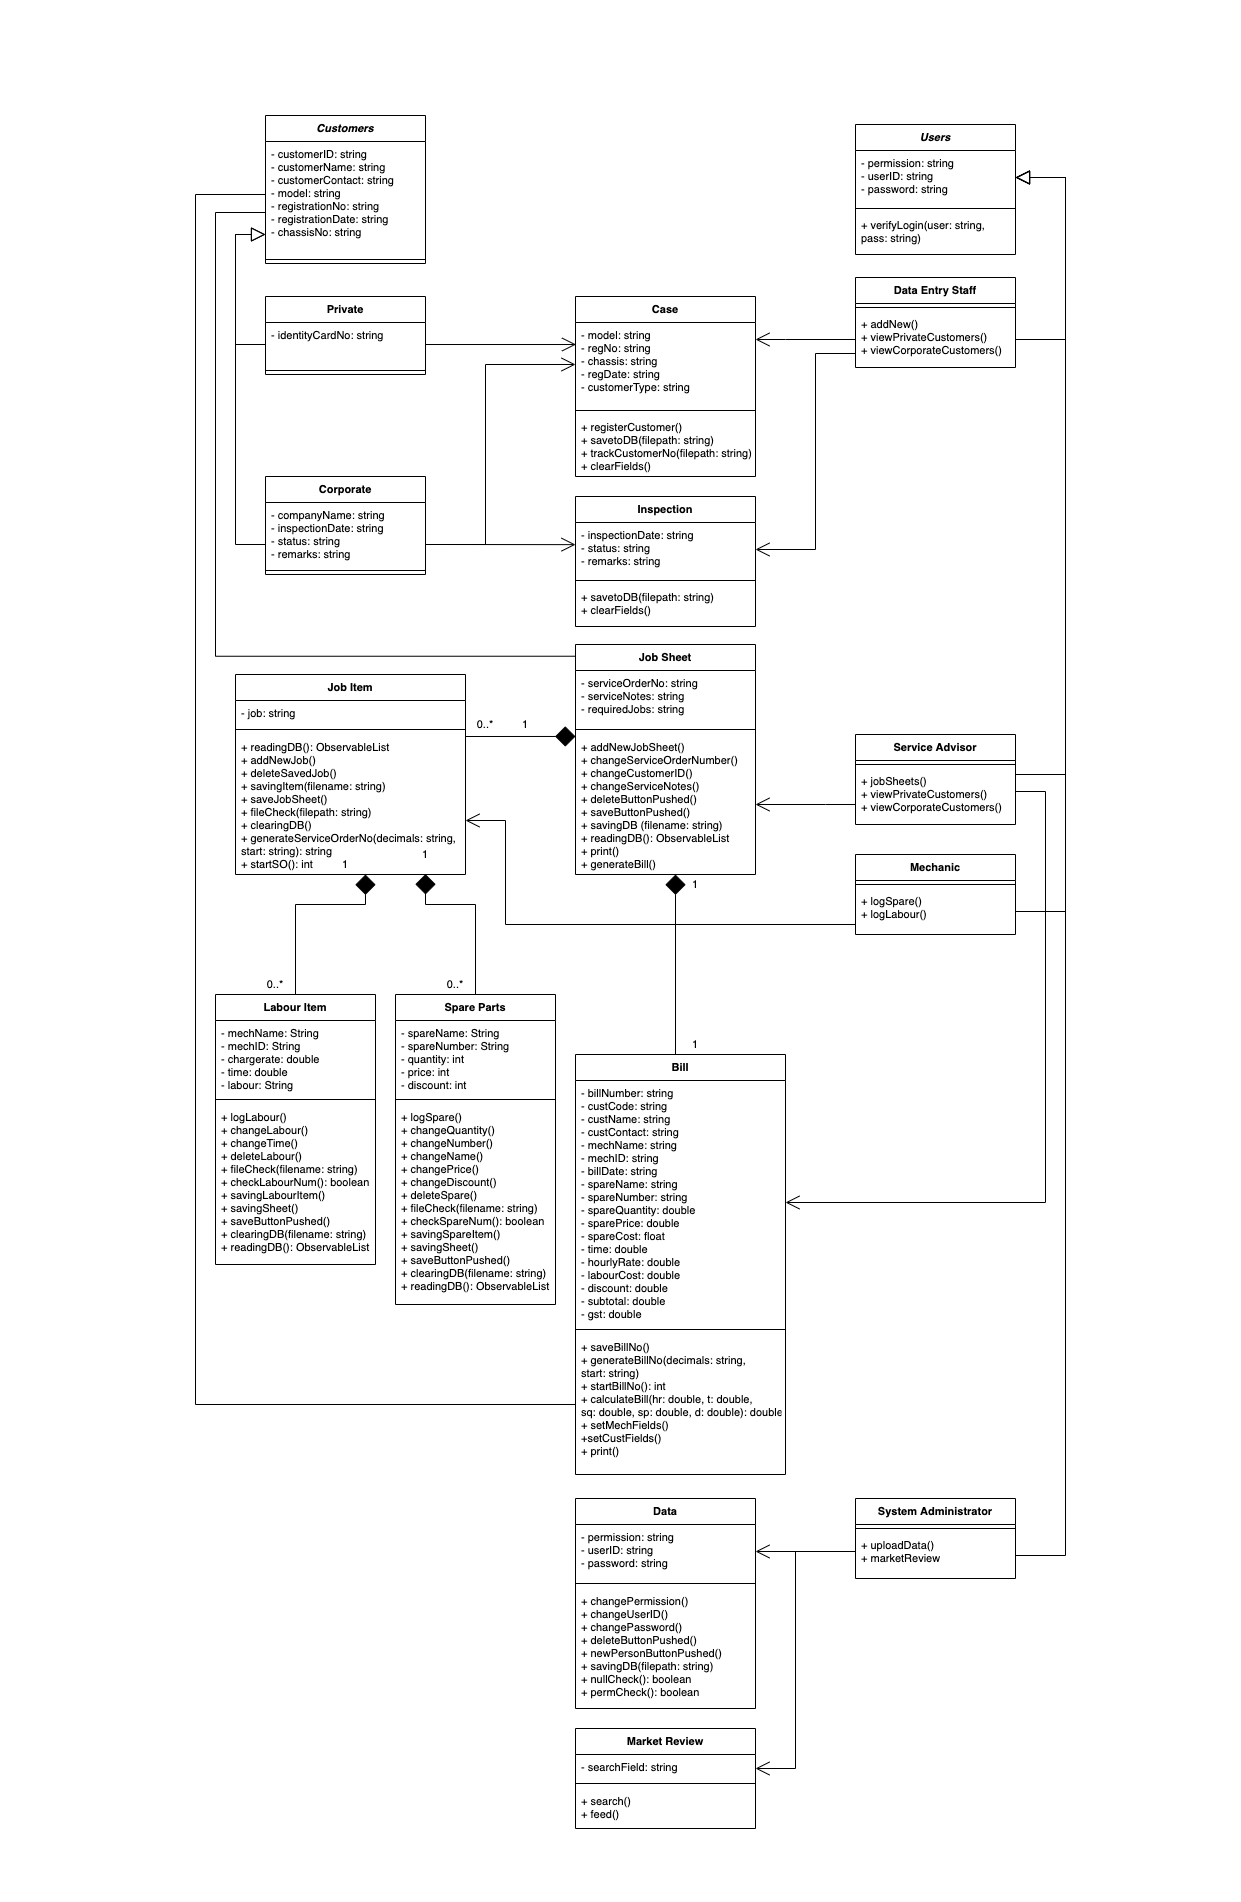 Customers
- customerID: string
- customerName: string
- customerContact: string
- model: string
- registrationNo: string
- registrationDate: string
- chassisNo: string
Users
- permission: string
- userID: string
- password: string
+ verifyLogin(user: string,
pass: string)
Private
- identityCardNo: string
Case
- model: string
- regNo: string
- chassis: string
- regDate: string
- customerType: string
+ registerCustomer()
+ savetoDB(filepath: string)
+ trackCustomerNo(filepath: string)
+ clearFields()
Data Entry Staff
+ addNew()
+ viewPrivateCustomers()
+ viewCorporateCustomers()
Corporate
- companyName: string
- inspectionDate: string
- status: string
- remarks: string
Inspection
- inspectionDate: string
- status: string
- remarks: string
+ savetoDB(filepath: string)
+ clearFields()
Job Sheet
- serviceOrderNo: string
- serviceNotes: string
- requiredJobs: string
+ addNewJobSheet()
+ changeServiceOrderNumber()
+ changeCustomerID()
+ changeServiceNotes()
+ deleteButtonPushed()
+ saveButtonPushed()
+ savingDB (filename: string)
+ readingDB(): ObservableList
+ print()
+ generateBill()
Job Item
- job: string
+ readingDB(): ObservableList
+ addNewJob()
+ deleteSavedJob()
+ savingItem(filename: string)
+ saveJobSheet()
+ fileCheck(filepath: string)
+ clearingDB()
+ generateServiceOrderNo(decimals: string,
start: string): string
+ startSO(): int
0..*
1
1
1
1
Service Advisor
+ jobSheets()
+ viewPrivateCustomers()
+ viewCorporateCustomers()
Mechanic
+ logSpare()
+ logLabour()
0..*
0..*
1
Labour Item
- mechName: String
- mechID: String
- chargerate: double
- time: double
- labour: String
+ logLabour()
+ changeLabour()
+ changeTime()
+ deleteLabour()
+ fileCheck(filename: string)
+ checkLabourNum(): boolean
+ savingLabourItem()
+ savingSheet()
+ saveButtonPushed()
+ clearingDB(filename: string)
+ readingDB(): ObservableList
Spare Parts
- spareName: String
- spareNumber: String
- quantity: int
- price: int
- discount: int
+ logSpare()
+ changeQuantity()
+ changeNumber()
+ changeName()
+ changePrice()
+ changeDiscount()
+ deleteSpare()
+ fileCheck(filename: string)
+ checkSpareNum(): boolean
+ savingSpareItem()
+ savingSheet()
+ saveButtonPushed()
+ clearingDB(filename: string)
+ readingDB(): ObservableList
Bill
- billNumber: string
- custCode: string
- custName: string
- custContact: string
- mechName: string
- mechID: string
- billDate: string
- spareName: string
- spareNumber: string
- spareQuantity: double
- sparePrice: double
- spareCost: float
- time: double
- hourlyRate: double
- labourCost: double
- discount: double
- subtotal: double
- gst: double
+ saveBillNo()
+ generateBillNo(decimals: string,
start: string)
+ startBillNo(): int
+ calculateBill(hr: double, t: double,
sq: double, sp: double, d: double): double
+ setMechFields()
+setCustFields()
+ print()
Data
- permission: string
- userID: string
- password: string
+ changePermission()
+ changeUserID()
+ changePassword()
+ deleteButtonPushed()
+ newPersonButtonPushed()
+ savingDB(filepath: string)
+ nullCheck(): boolean
+ permCheck(): boolean
System Administrator
+ uploadData()
+ marketReview
Market Review
- searchField: string
+ search()
+ feed()